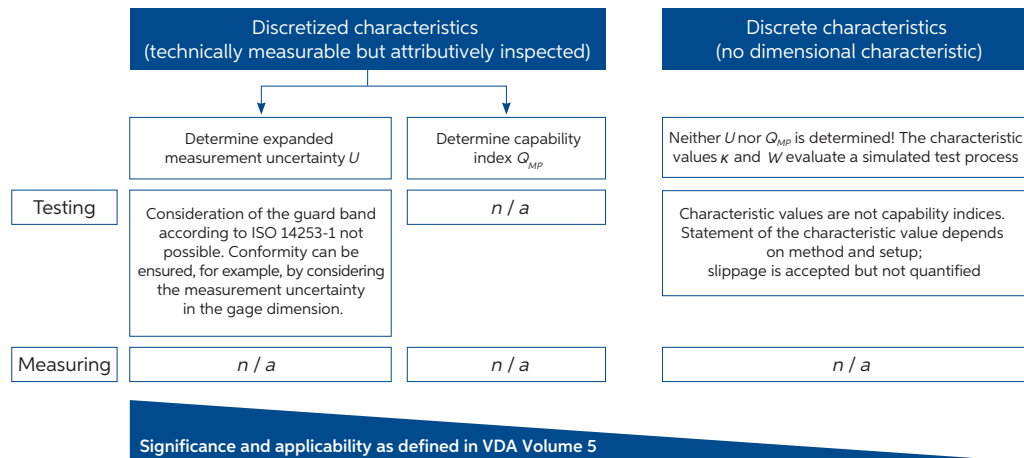 Discretized characteristics
(technically measurable but attributively inspected)
Discrete characteristics
(no dimensional characteristic)
Determine expanded
measurement uncertainty U
Determine capability
index Q_MP
Neither U nor Q_MP is determined! The characteristic
values κ and W evaluate a simulated test process
Testing
Consideration of the guard band
according to ISO 14253-1 not
possible. Conformity can be
ensured, for example, by considering
the measurement uncertainty
in the gage dimension.
n / a
Characteristic values are not capability indices.
Statement of the characteristic value depends
on method and setup;
slippage is accepted but not quantified
Measuring
n / a
n / a
n / a
Significance and applicability as defined in VDA Volume 5